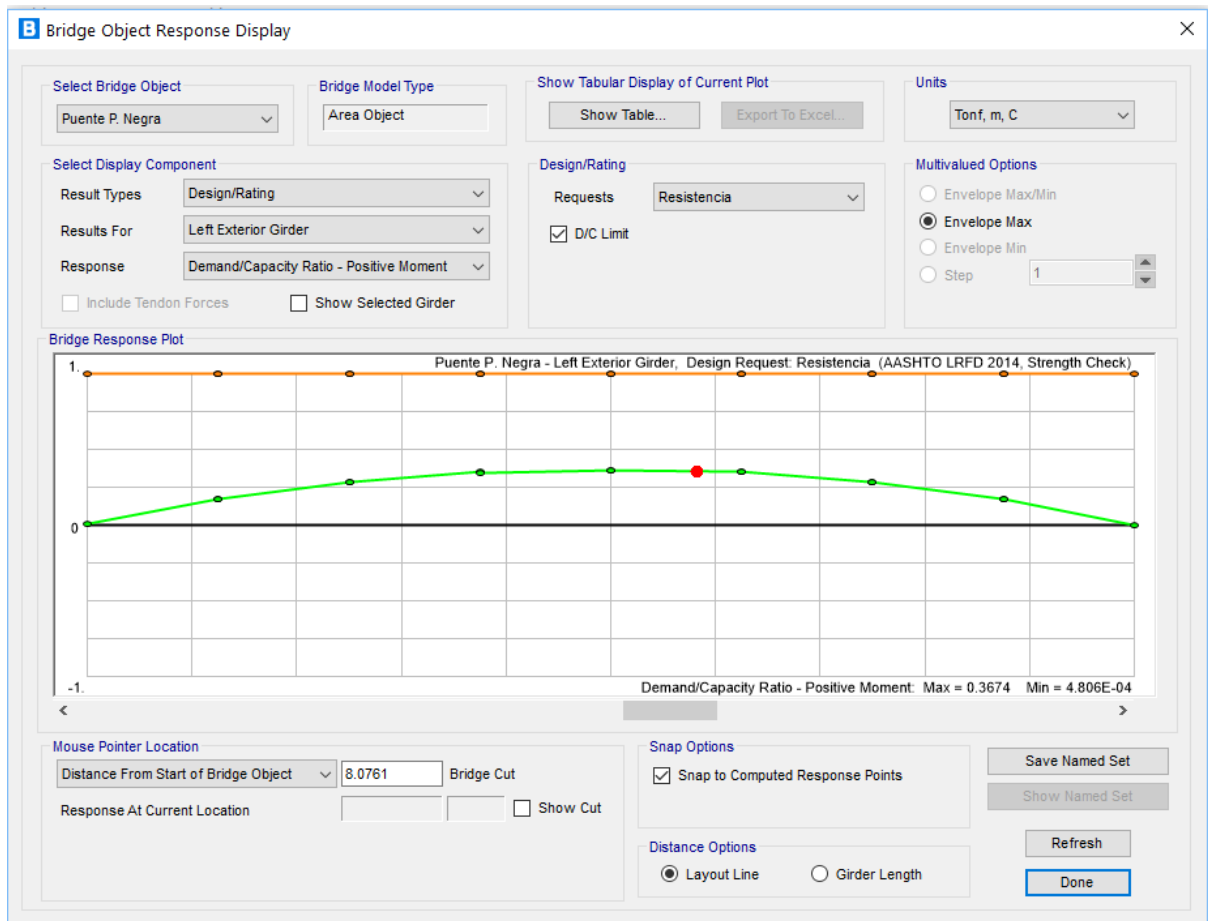 B Bridge Object Response Display
Select Bridge Object
Puente P. Negra
Bridge Model Type
Area Object
Show Tabular Display of Current Plot
Show Table...
Export To Excel...
Units
Tonf, m, C
Select Display Component
Result Types
Design/Rating
Results For
Left Exterior Girder
Response
Demand/Capacity Ratio - Positive Moment
Include Tendon Forces
Show Selected Girder
Design/Rating
Requests
Resistencia
D/C Limit
Multivalued Options
Envelope Max/Min
Envelope Max
Envelope Min
Step
1
Bridge Response Plot
Puente P. Negra - Left Exterior Girder, Design Request: Resistencia (AASHTO LRFD 2014, Strength Check)
1.
0
-1.
Demand/Capacity Ratio - Positive Moment: Max = 0.3674 Min = 4.806E-04
Mouse Pointer Location
Distance From Start of Bridge Object
8.0761
Bridge Cut
Response At Current Location
Show Cut
Snap Options
Snap to Computed Response Points
Distance Options
Layout Line
Girder Length
Save Named Set
Show Named Set
Refresh
Done